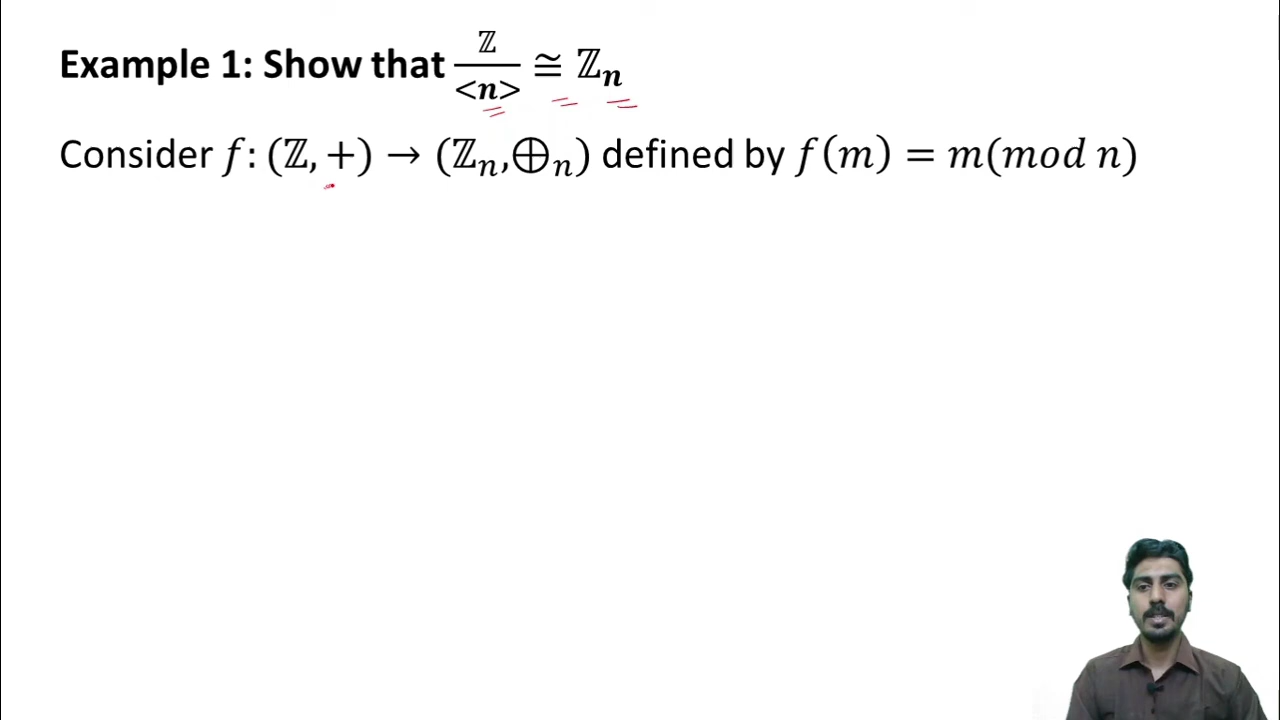 Example 1: Show that ℤ/<n> ≅ ℤₙ
Consider f: (ℤ, +) → (ℤₙ,⊕ₙ) defined by f(m) = m(mod n)